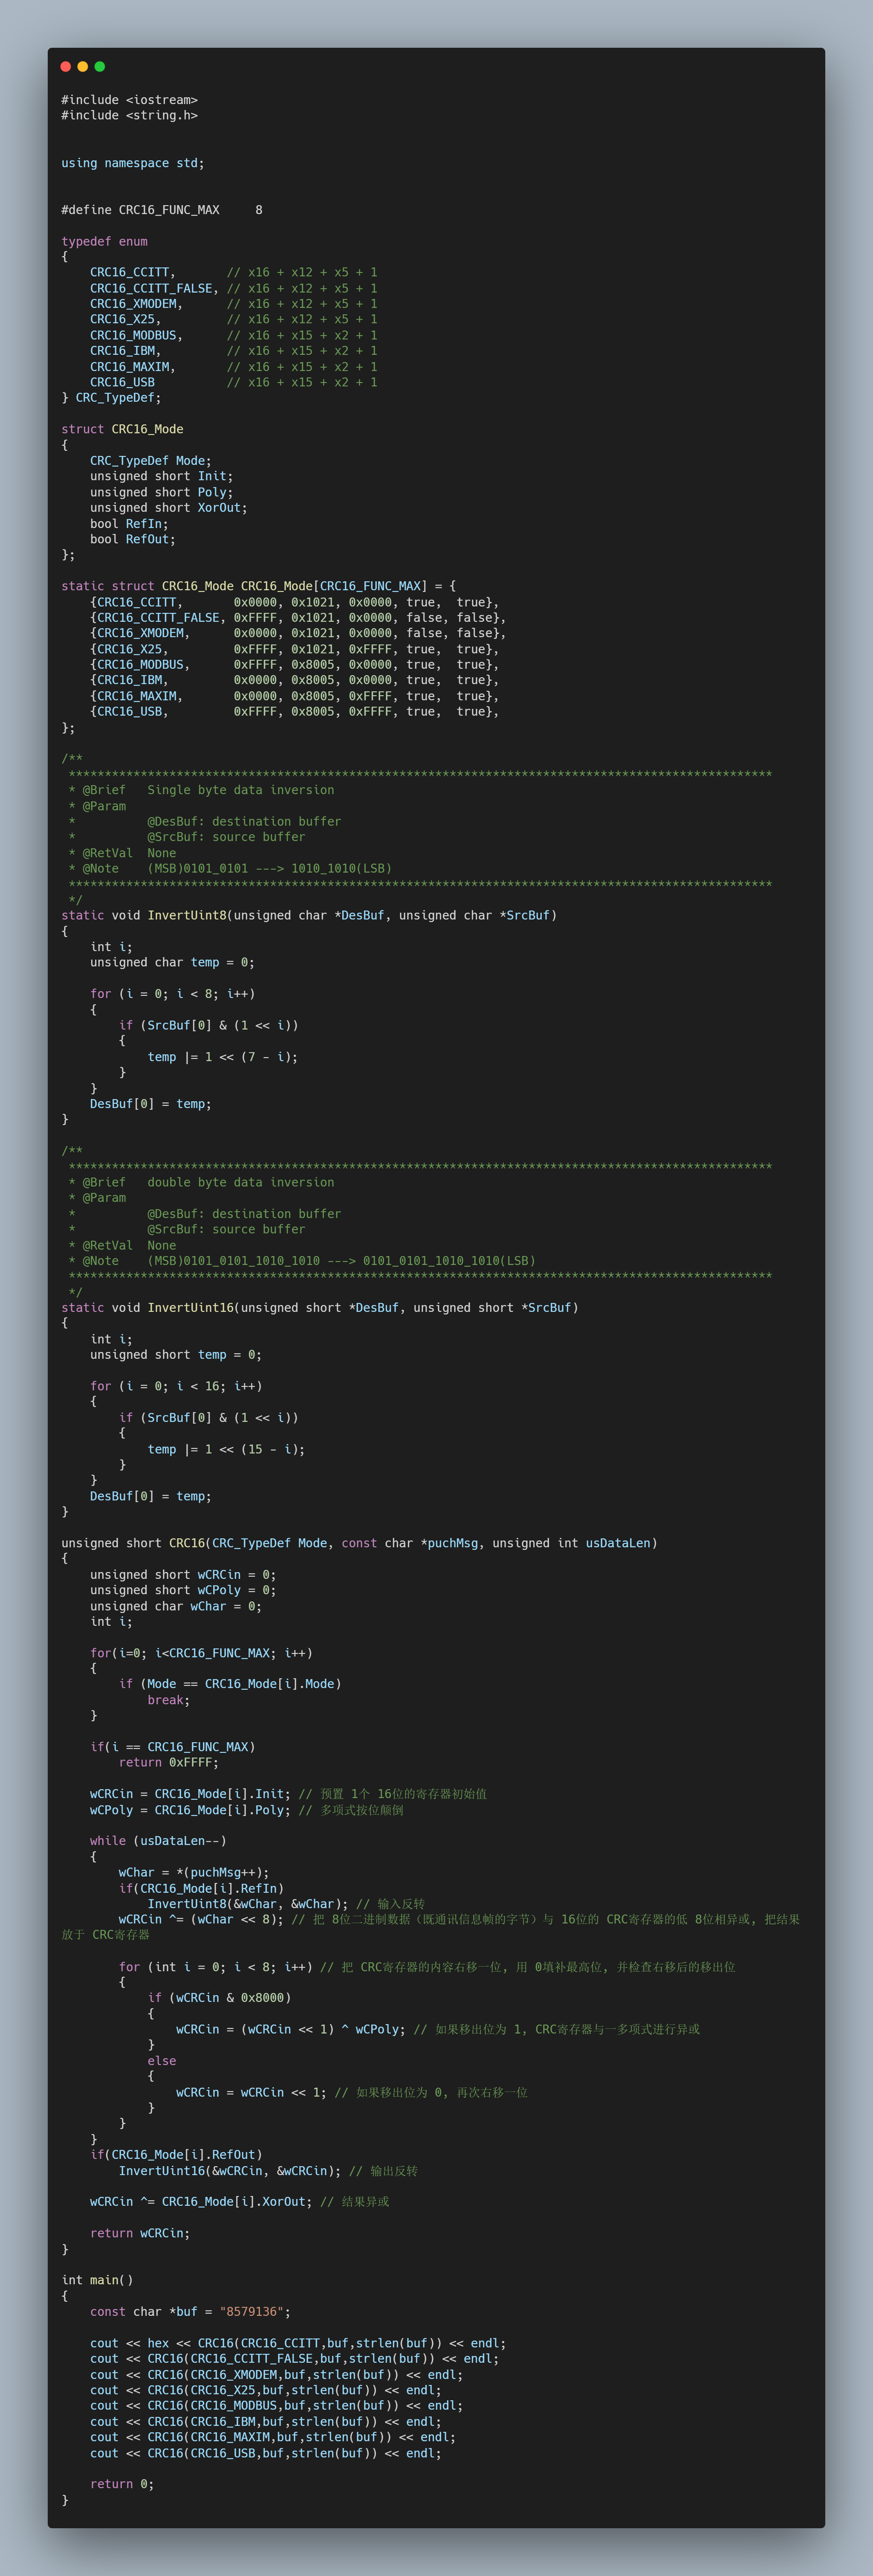 #include <iostream>
#include <string.h>
using namespace std;
#define CRC16_FUNC_MAX     8
typedef enum
{
    CRC16_CCITT,       // x16 + x12 + x5 + 1
    CRC16_CCITT_FALSE, // x16 + x12 + x5 + 1
    CRC16_XMODEM,      // x16 + x12 + x5 + 1
    CRC16_X25,         // x16 + x12 + x5 + 1
    CRC16_MODBUS,      // x16 + x15 + x2 + 1
    CRC16_IBM,         // x16 + x15 + x2 + 1
    CRC16_MAXIM,       // x16 + x15 + x2 + 1
    CRC16_USB          // x16 + x15 + x2 + 1
} CRC_TypeDef;
struct CRC16_Mode
{
    CRC_TypeDef Mode;
    unsigned short Init;
    unsigned short Poly;
    unsigned short XorOut;
    bool RefIn;
    bool RefOut;
};
static struct CRC16_Mode CRC16_Mode[CRC16_FUNC_MAX] = {
    {CRC16_CCITT,       0x0000, 0x1021, 0x0000, true,  true},
    {CRC16_CCITT_FALSE, 0xFFFF, 0x1021, 0x0000, false, false},
    {CRC16_XMODEM,      0x0000, 0x1021, 0x0000, false, false},
    {CRC16_X25,         0xFFFF, 0x1021, 0xFFFF, true,  true},
    {CRC16_MODBUS,      0xFFFF, 0x8005, 0x0000, true,  true},
    {CRC16_IBM,         0x0000, 0x8005, 0x0000, true,  true},
    {CRC16_MAXIM,       0x0000, 0x8005, 0xFFFF, true,  true},
    {CRC16_USB,         0xFFFF, 0x8005, 0xFFFF, true,  true},
};
/**
 **************************************************************************************************
 * @Brief   Single byte data inversion
 * @Param
 *          @DesBuf: destination buffer
 *          @SrcBuf: source buffer
 * @RetVal  None
 * @Note    (MSB)0101_0101 ---> 1010_1010(LSB)
 **************************************************************************************************
 */
static void InvertUint8(unsigned char *DesBuf, unsigned char *SrcBuf)
{
    int i;
    unsigned char temp = 0;
    for (i = 0; i < 8; i++)
    {
        if (SrcBuf[0] & (1 << i))
        {
            temp |= 1 << (7 - i);
        }
    }
    DesBuf[0] = temp;
}
/**
 **************************************************************************************************
 * @Brief   double byte data inversion
 * @Param
 *          @DesBuf: destination buffer
 *          @SrcBuf: source buffer
 * @RetVal  None
 * @Note    (MSB)0101_0101_1010_1010 ---> 0101_0101_1010_1010(LSB)
 **************************************************************************************************
 */
static void InvertUint16(unsigned short *DesBuf, unsigned short *SrcBuf)
{
    int i;
    unsigned short temp = 0;
    for (i = 0; i < 16; i++)
    {
        if (SrcBuf[0] & (1 << i))
        {
            temp |= 1 << (15 - i);
        }
    }
    DesBuf[0] = temp;
}
unsigned short CRC16(CRC_TypeDef Mode, const char *puchMsg, unsigned int usDataLen)
{
    unsigned short wCRCin = 0;
    unsigned short wCPoly = 0;
    unsigned char wChar = 0;
    int i;
    for(i=0; i<CRC16_FUNC_MAX; i++)
    {
        if (Mode == CRC16_Mode[i].Mode)
            break;
    }
    if(i == CRC16_FUNC_MAX)
        return 0xFFFF;
    wCRCin = CRC16_Mode[i].Init; // 预置 1个 16位的寄存器初始值
    wCPoly = CRC16_Mode[i].Poly; // 多项式按位颠倒
    while (usDataLen--)
    {
        wChar = *(puchMsg++);
        if(CRC16_Mode[i].RefIn)
            InvertUint8(&wChar, &wChar); // 输入反转
        wCRCin ^= (wChar << 8); // 把 8位二进制数据（既通讯信息帧的字节）与 16位的 CRC寄存器的低 8位相异或, 把结果
放于 CRC寄存器
        for (int i = 0; i < 8; i++) // 把 CRC寄存器的内容右移一位, 用 0填补最高位, 并检查右移后的移出位
        {
            if (wCRCin & 0x8000)
            {
                wCRCin = (wCRCin << 1) ^ wCPoly; // 如果移出位为 1, CRC寄存器与一多项式进行异或
            }
            else
            {
                wCRCin = wCRCin << 1; // 如果移出位为 0, 再次右移一位
            }
        }
    }
    if(CRC16_Mode[i].RefOut)
        InvertUint16(&wCRCin, &wCRCin); // 输出反转
    wCRCin ^= CRC16_Mode[i].XorOut; // 结果异或
    return wCRCin;
}
int main()
{
    const char *buf = "8579136";
    cout << hex << CRC16(CRC16_CCITT,buf,strlen(buf)) << endl;
    cout << CRC16(CRC16_CCITT_FALSE,buf,strlen(buf)) << endl;
    cout << CRC16(CRC16_XMODEM,buf,strlen(buf)) << endl;
    cout << CRC16(CRC16_X25,buf,strlen(buf)) << endl;
    cout << CRC16(CRC16_MODBUS,buf,strlen(buf)) << endl;
    cout << CRC16(CRC16_IBM,buf,strlen(buf)) << endl;
    cout << CRC16(CRC16_MAXIM,buf,strlen(buf)) << endl;
    cout << CRC16(CRC16_USB,buf,strlen(buf)) << endl;
    return 0;
}